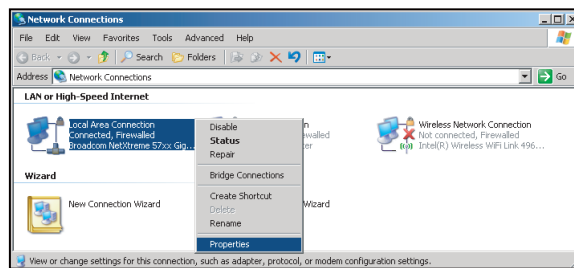 Network Connections
File Edit View Favorites Tools Advanced Help
Back Search Folders
Address Network Connections Go
LAN or High-Speed Internet
Local Area Connection
Connected, Firewalled
Broadcom NetXtreme 57xx Gig...
Disable
Status
Repair
Bridge Connections
Create Shortcut
Delete
Rename
Properties
Wireless Network Connection
Not connected, Firewalled
Intel(R) Wireless WiFi Link 496...
Wizard
New Connection Wizard
Wizard
View or change settings for this connection, such as adapter, protocol, or modem configuration settings.